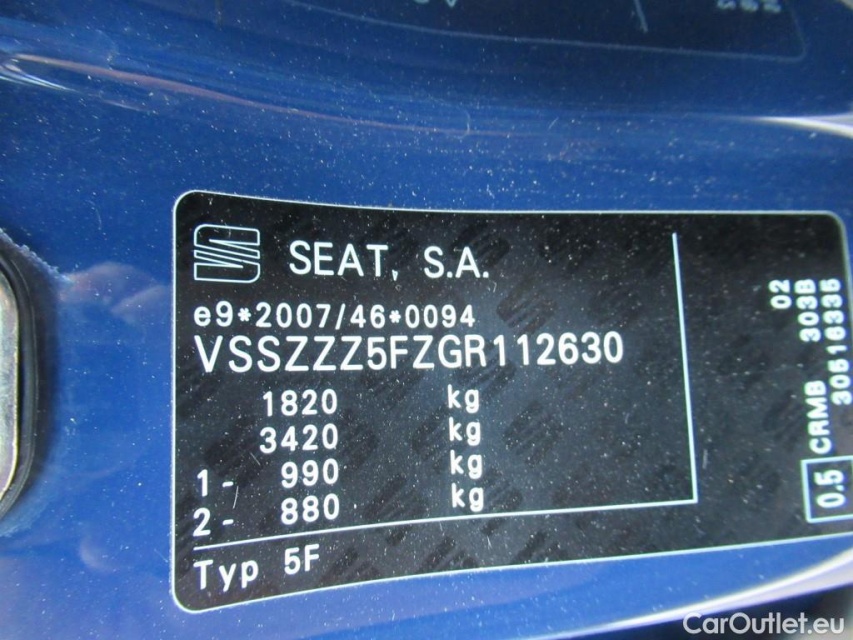 SEAT, S.A.
e9*2007/46*0094
VSSZZZ5FZGR112630
1820 kg
3420 kg
1- 990 kg
2- 880 kg
Typ 5F
02
303B
CRMB
30516335
0.5
CarOutlet.eu